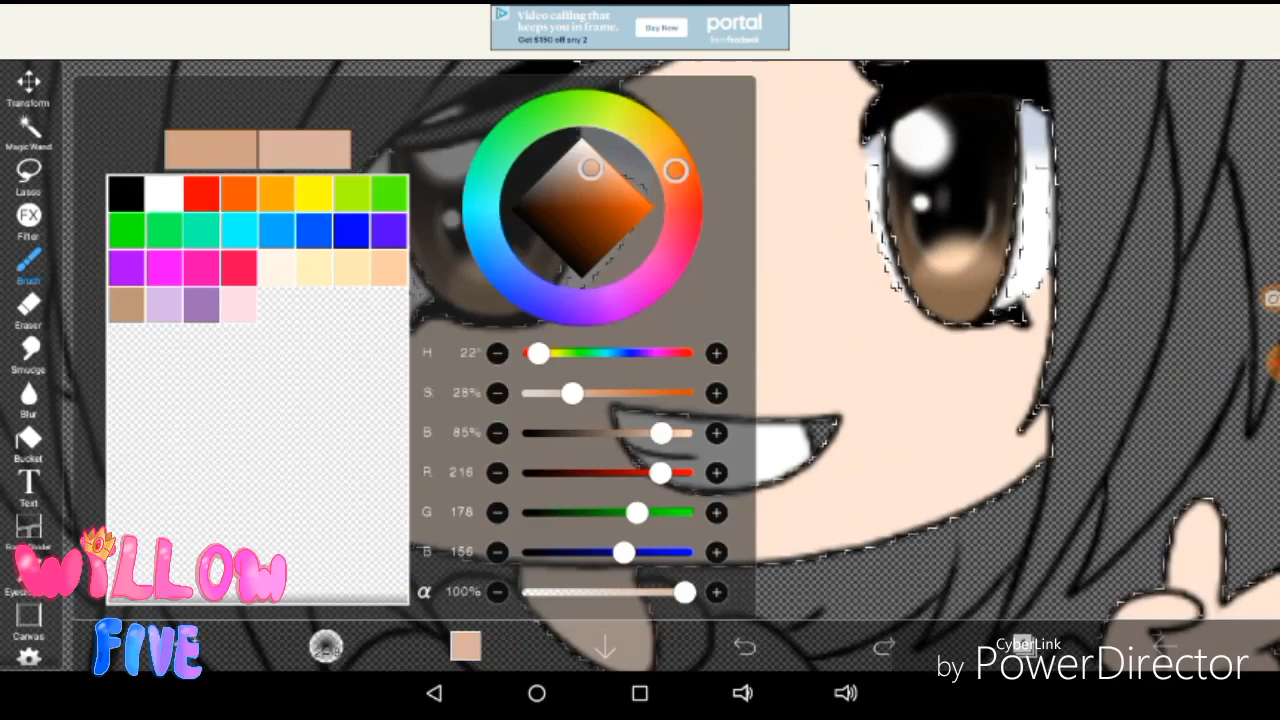 Video calling that
keeps you in frame.
Get $150 off any 2
Buy Now
portal
from facebook
Transform
Magic Wand
Lasso
FX
Filter
Brush
Eraser
Smudge
Blur
Bucket
T
Text
Canvas
H 22°
S 28%
B 85%
R 216
G 178
B 156
α 100%
WiLLOW
FIVE
CyberLink
by PowerDirector